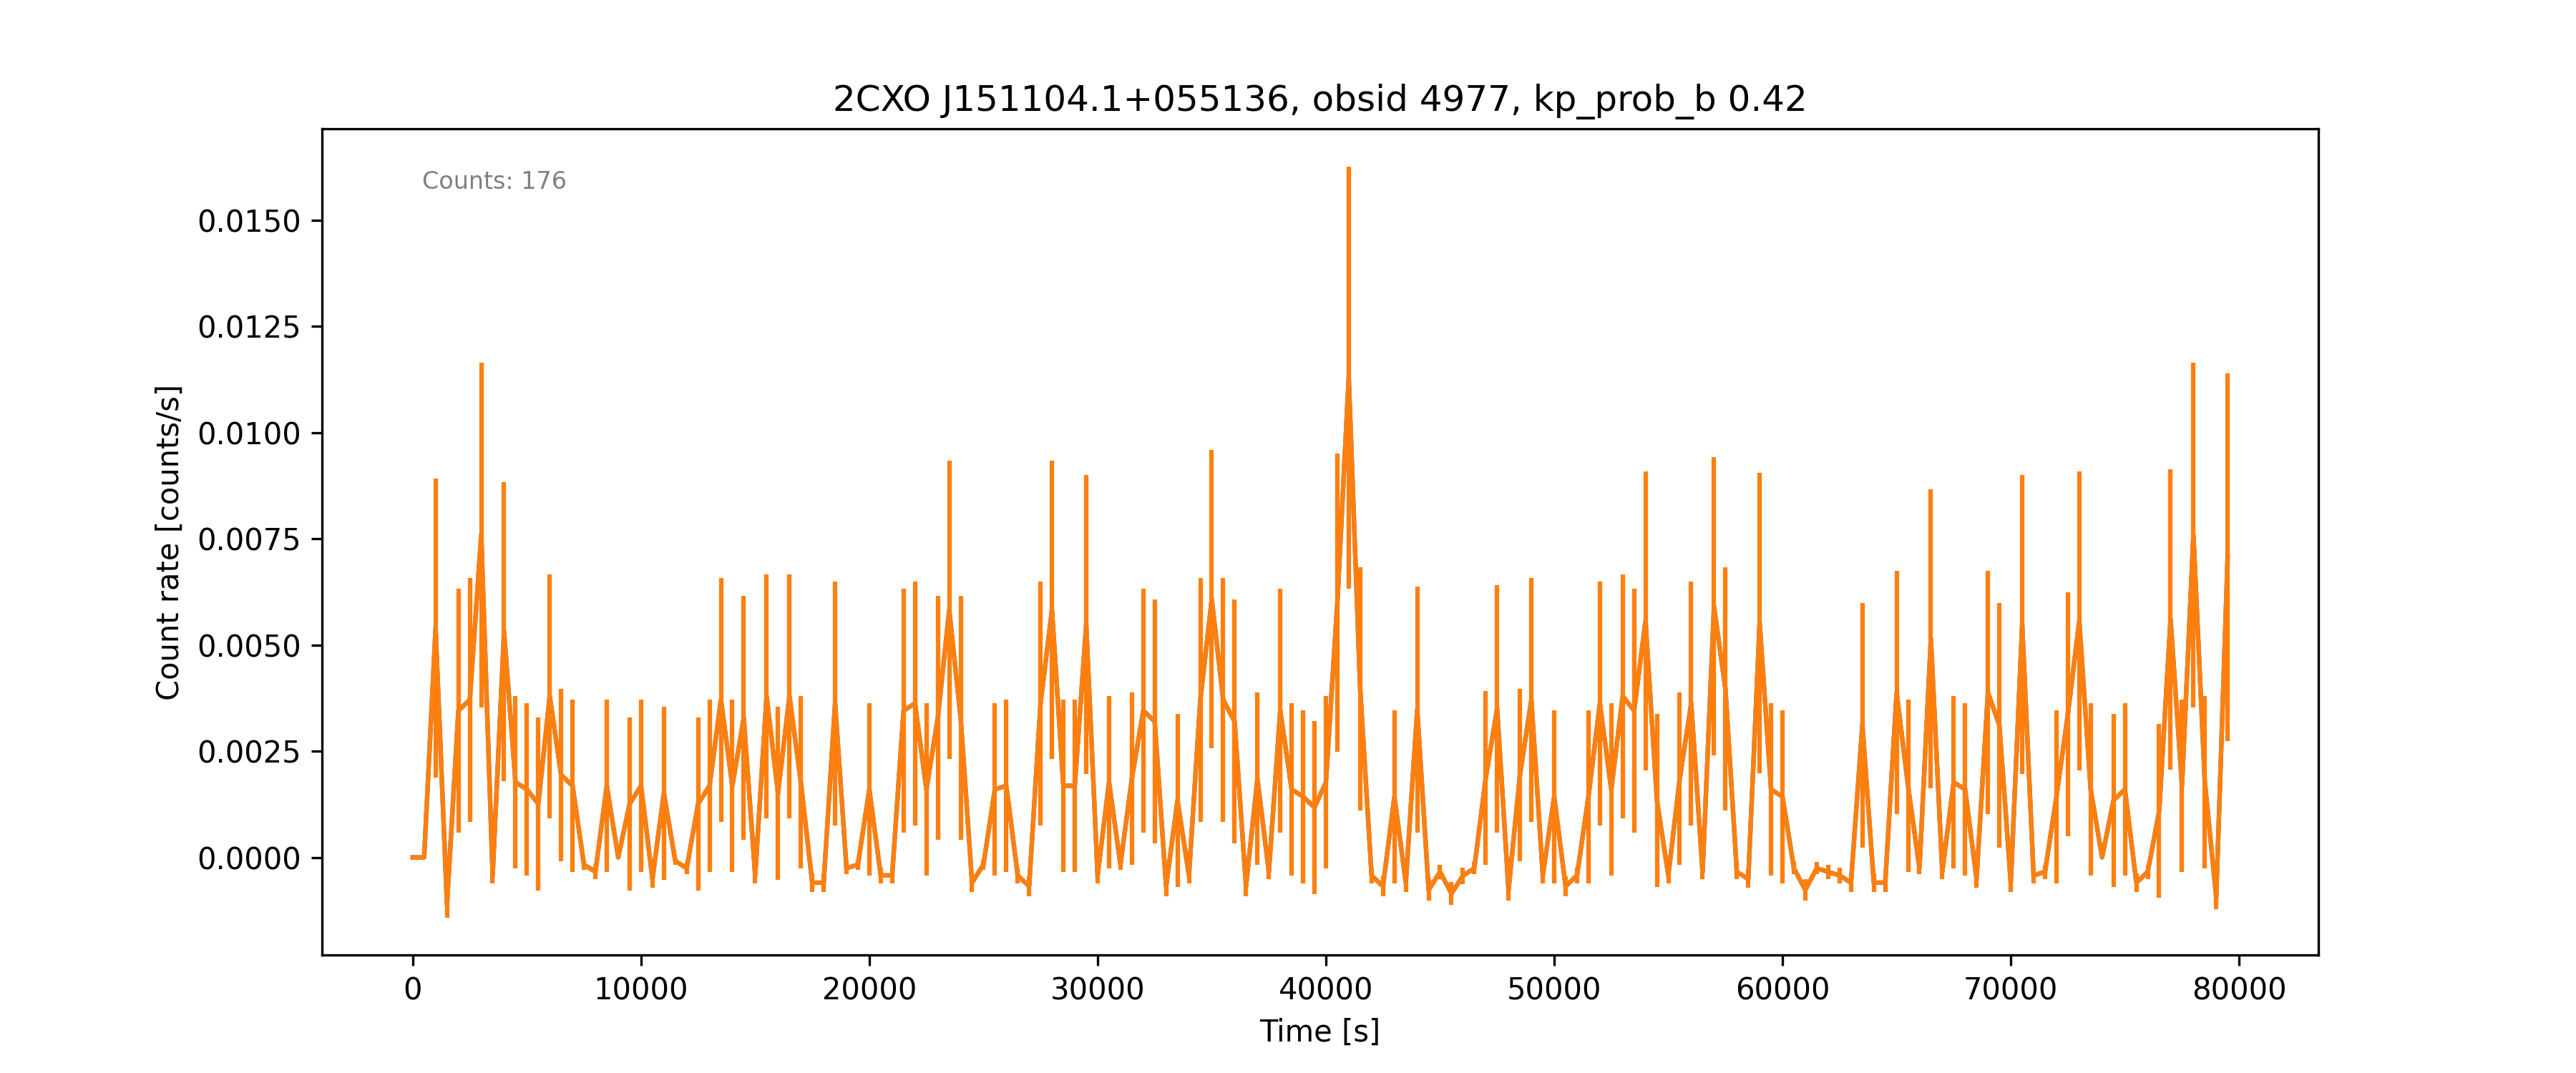 2CXO J151104.1+055136, obsid 4977, kp_prob_b 0.42
Counts: 176
0.0150
0.0125
0.0100
0.0075
0.0050
0.0025
0.0000
Count rate [counts/s]
0 10000 20000 30000 40000 50000 60000 70000 80000
Time [s]